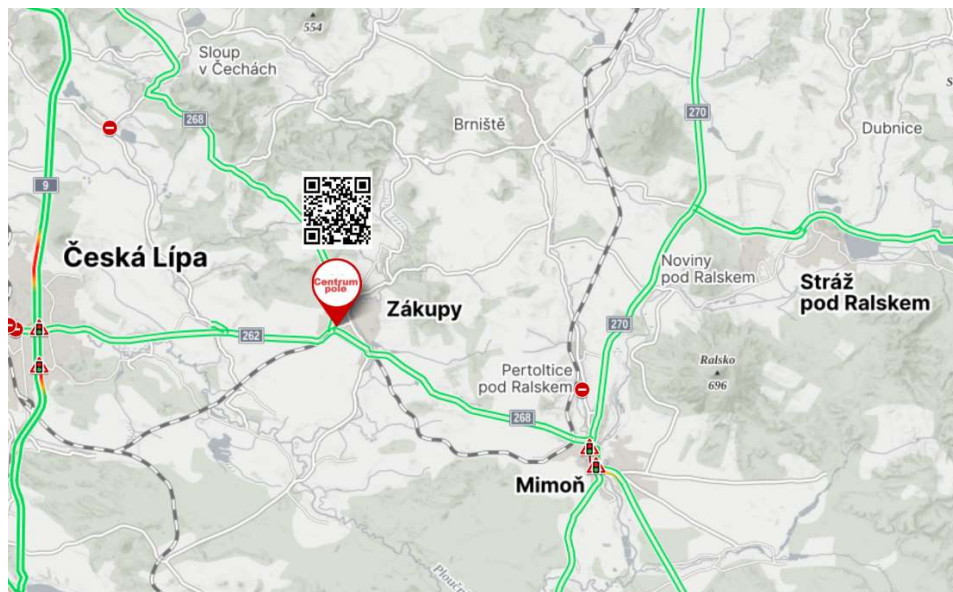 554
Sloup
v Čechách
268
270
Brniště
Dubnice
9
Česká Lípa
Centrum
pole
Noviny
pod Ralskem
Stráž
pod Ralskem
Zákupy
262
270
Ralsko
696
Pertoltice
pod Ralskem
268
Mimoň